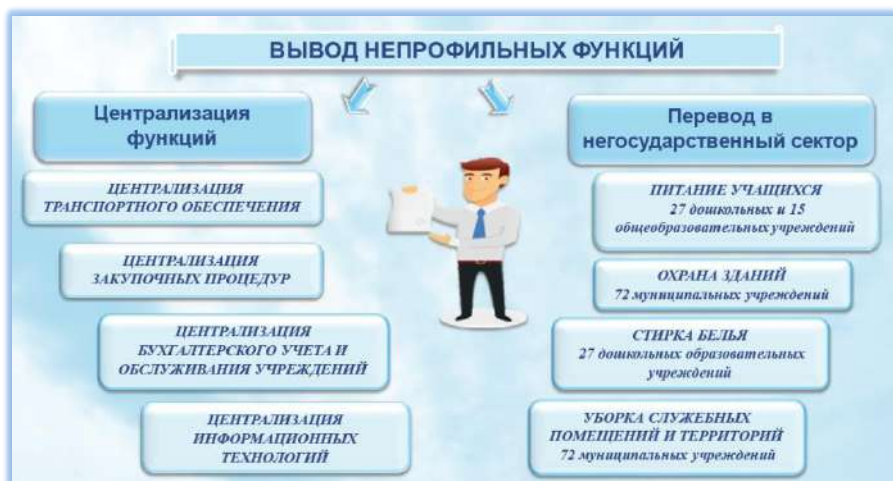 ВЫВОД НЕПРОФИЛЬНЫХ ФУНКЦИЙ
Централизация
функций
ЦЕНТРАЛИЗАЦИЯ
ТРАНСПОРТНОГО ОБЕСПЕЧЕНИЯ
ЦЕНТРАЛИЗАЦИЯ
ЗАКУПОЧНЫХ ПРОЦЕДУР
ЦЕНТРАЛИЗАЦИЯ
БУХГАЛТЕРСКОГО УЧЕТА И
ОБСЛУЖИВАНИЯ УЧРЕЖДЕНИЙ
ЦЕНТРАЛИЗАЦИЯ
ИНФОРМАЦИОННЫХ
ТЕХНОЛОГИЙ
Перевод в
негосударственный сектор
ПИТАНИЕ УЧАЩИХСЯ
27 дошкольных и 15
общеобразовательных учреждений
ОХРАНА ЗДАНИЙ
72 муниципальных учреждений
СТИРКА БЕЛЬЯ
27 дошкольных образовательных
учреждений
УБОРКА СЛУЖЕБНЫХ
ПОМЕЩЕНИЙ И ТЕРРИТОРИЙ
72 муниципальных учреждений